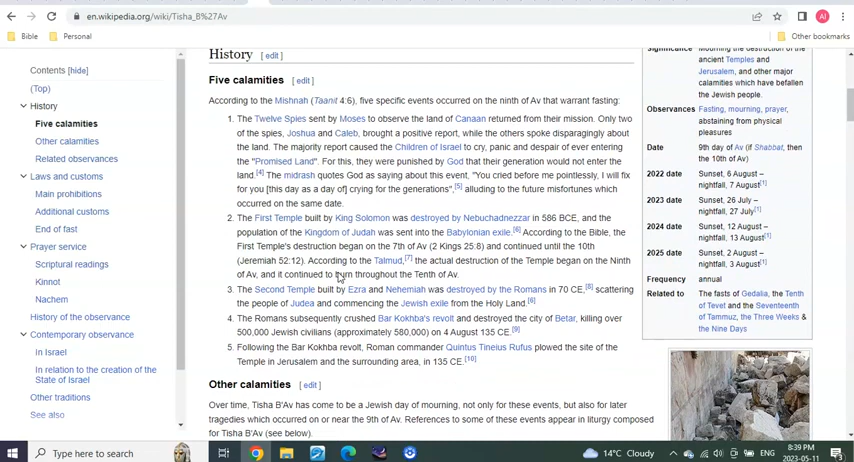 en.wikipedia.org/wiki/Tisha_B%27Av
AI
Bible
Personal
Other bookmarks
Contents [hide]
(Top)
History
Five calamities
Other calamities
Related observances
Laws and customs
Main prohibitions
Additional customs
End of fast
Prayer service
Scriptural readings
Kinnot
Nachem
History of the observance
Contemporary observance
In Israel
In relation to the creation of the
State of Israel
Other traditions
See also
History [ edit ]
Five calamities [ edit ]
According to the Mishnah (Taanit 4:6), five specific events occurred on the ninth of Av that warrant fasting:
1. The Twelve Spies sent by Moses to observe the land of Canaan returned from their mission. Only two
of the spies, Joshua and Caleb, brought a positive report, while the others spoke disparagingly about
the land. The majority report caused the Children of Israel to cry, panic and despair of ever entering
the "Promised Land". For this, they were punished by God that their generation would not enter the
land.[4] The midrash quotes God as saying about this event, "You cried before me pointlessly, I will fix
for you [this day as a day of] crying for the generations",[5] alluding to the future misfortunes which
occurred on the same date.
2. The First Temple built by King Solomon was destroyed by Nebuchadnezzar in 586 BCE, and the
population of the Kingdom of Judah was sent into the Babylonian exile.[6] According to the Bible, the
First Temple's destruction began on the 7th of Av (2 Kings 25:8) and continued until the 10th
(Jeremiah 52:12). According to the Talmud,[7] the actual destruction of the Temple began on the Ninth
of Av, and it continued to burn throughout the Tenth of Av.
3. The Second Temple built by Ezra and Nehemiah was destroyed by the Romans in 70 CE,[8] scattering
the people of Judea and commencing the Jewish exile from the Holy Land.[6]
4. The Romans subsequently crushed Bar Kokhba's revolt and destroyed the city of Betar, killing over
500,000 Jewish civilians (approximately 580,000) on 4 August 135 CE.[9]
5. Following the Bar Kokhba revolt, Roman commander Quintus Tineius Rufus plowed the site of the
Temple in Jerusalem and the surrounding area, in 135 CE.[10]
Other calamities [ edit ]
Over time, Tisha B'Av has come to be a Jewish day of mourning, not only for these events, but also for later
tragedies which occurred on or near the 9th of Av. References to some of these events appear in liturgy composed
for Tisha B'Av (see below).
Significance Mourning the destruction of
the ancient Temples and
Jerusalem, and other major
calamities which have befallen
the Jewish people.
Observances Fasting, mourning, prayer,
abstaining from physical
pleasures
Date 9th day of Av (if Shabbat, then
the 10th of Av)
2022 date Sunset, 6 August –
nightfall, 7 August[1]
2023 date Sunset, 26 July –
nightfall, 27 July[1]
2024 date Sunset, 12 August –
nightfall, 13 August[1]
2025 date Sunset, 2 August –
nightfall, 3 August[1]
Frequency annual
Related to The fasts of Gedalia, the Tenth
of Tevet and the Seventeenth
of Tammuz, the Three Weeks &
the Nine Days
Type here to search
14°C Cloudy
ENG
8:39 PM
2023-05-11